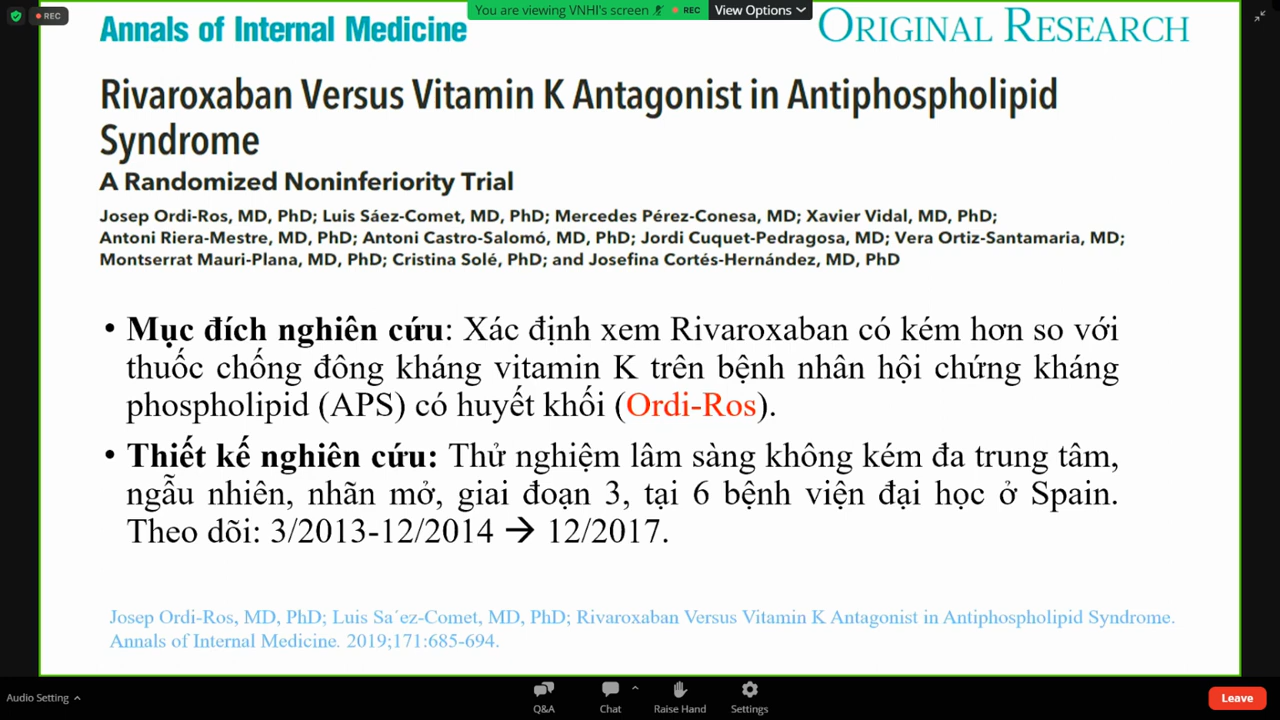 REC
You are viewing VNHI's screen
REC
View Options
Annals of Internal Medicine
ORIGINAL RESEARCH
Rivaroxaban Versus Vitamin K Antagonist in Antiphospholipid
Syndrome
A Randomized Noninferiority Trial
Josep Ordi-Ros, MD, PhD; Luis Sáez-Comet, MD, PhD; Mercedes Pérez-Conesa, MD; Xavier Vidal, MD, PhD;
Antoni Riera-Mestre, MD, PhD; Antoni Castro-Salomó, MD, PhD; Jordi Cuquet-Pedragosa, MD; Vera Ortiz-Santamaria, MD;
Montserrat Mauri-Plana, MD, PhD; Cristina Solé, PhD; and Josefina Cortés-Hernández, MD, PhD
• Mục đích nghiên cứu: Xác định xem Rivaroxaban có kém hơn so với
thuốc chống đông kháng vitamin K trên bệnh nhân hội chứng kháng
phospholipid (APS) có huyết khối (Ordi-Ros).
• Thiết kế nghiên cứu: Thử nghiệm lâm sàng không kém đa trung tâm,
ngẫu nhiên, nhãn mở, giai đoạn 3, tại 6 bệnh viện đại học ở Spain.
Theo dõi: 3/2013-12/2014 → 12/2017.
Josep Ordi-Ros, MD, PhD; Luis Sa´ez-Comet, MD, PhD; Rivaroxaban Versus Vitamin K Antagonist in Antiphospholipid Syndrome.
Annals of Internal Medicine. 2019;171:685-694.
Audio Setting
Q&A
Chat
Raise Hand
Settings
Leave